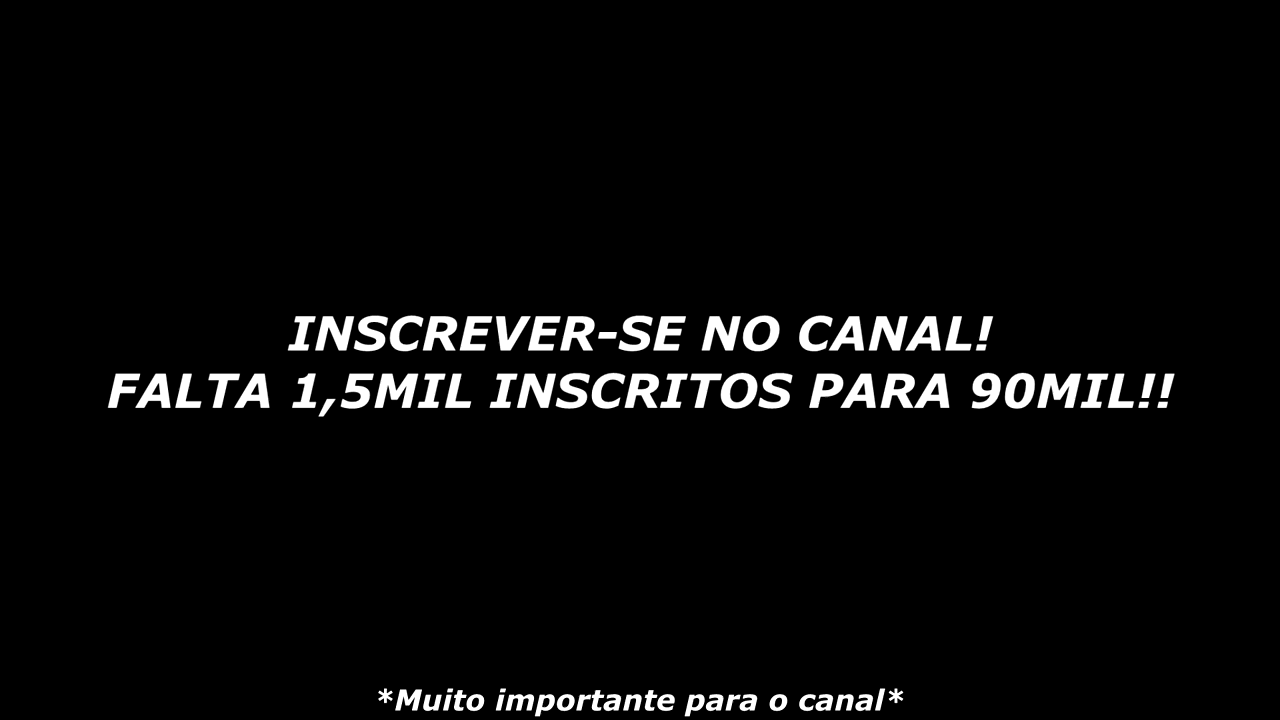 INSCREVER-SE NO CANAL!
FALTA 1,5MIL INSCRITOS PARA 90MIL!!
*Muito importante para o canal*